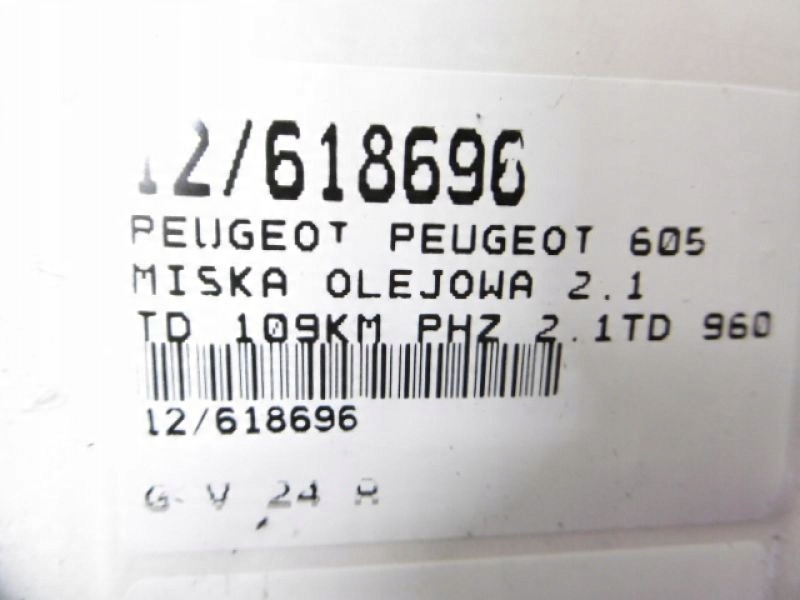 12/618696
PEUGEOT PEUGEOT 605
MISKA OLEJOWA 2.1
TD 109KM PHZ 2.1TD 960
12/618696
G-V 24 A